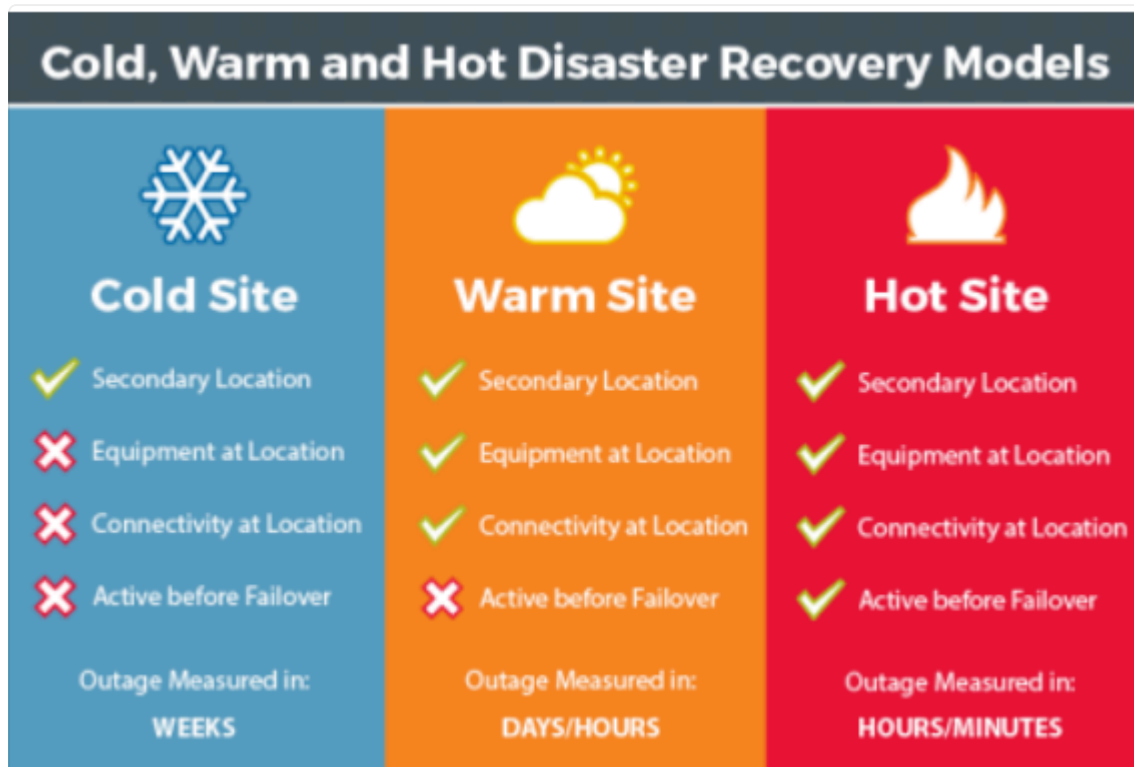 Cold, Warm and Hot Disaster Recovery Models
Cold Site
Secondary Location
Equipment at Location
Connectivity at Location
Active before Failover
Outage Measured in:
WEEKS
Warm Site
Secondary Location
Equipment at Location
Connectivity at Location
Active before Failover
Outage Measured in:
DAYS/HOURS
Hot Site
Secondary Location
Equipment at Location
Connectivity at Location
Active before Failover
Outage Measured in:
HOURS/MINUTES